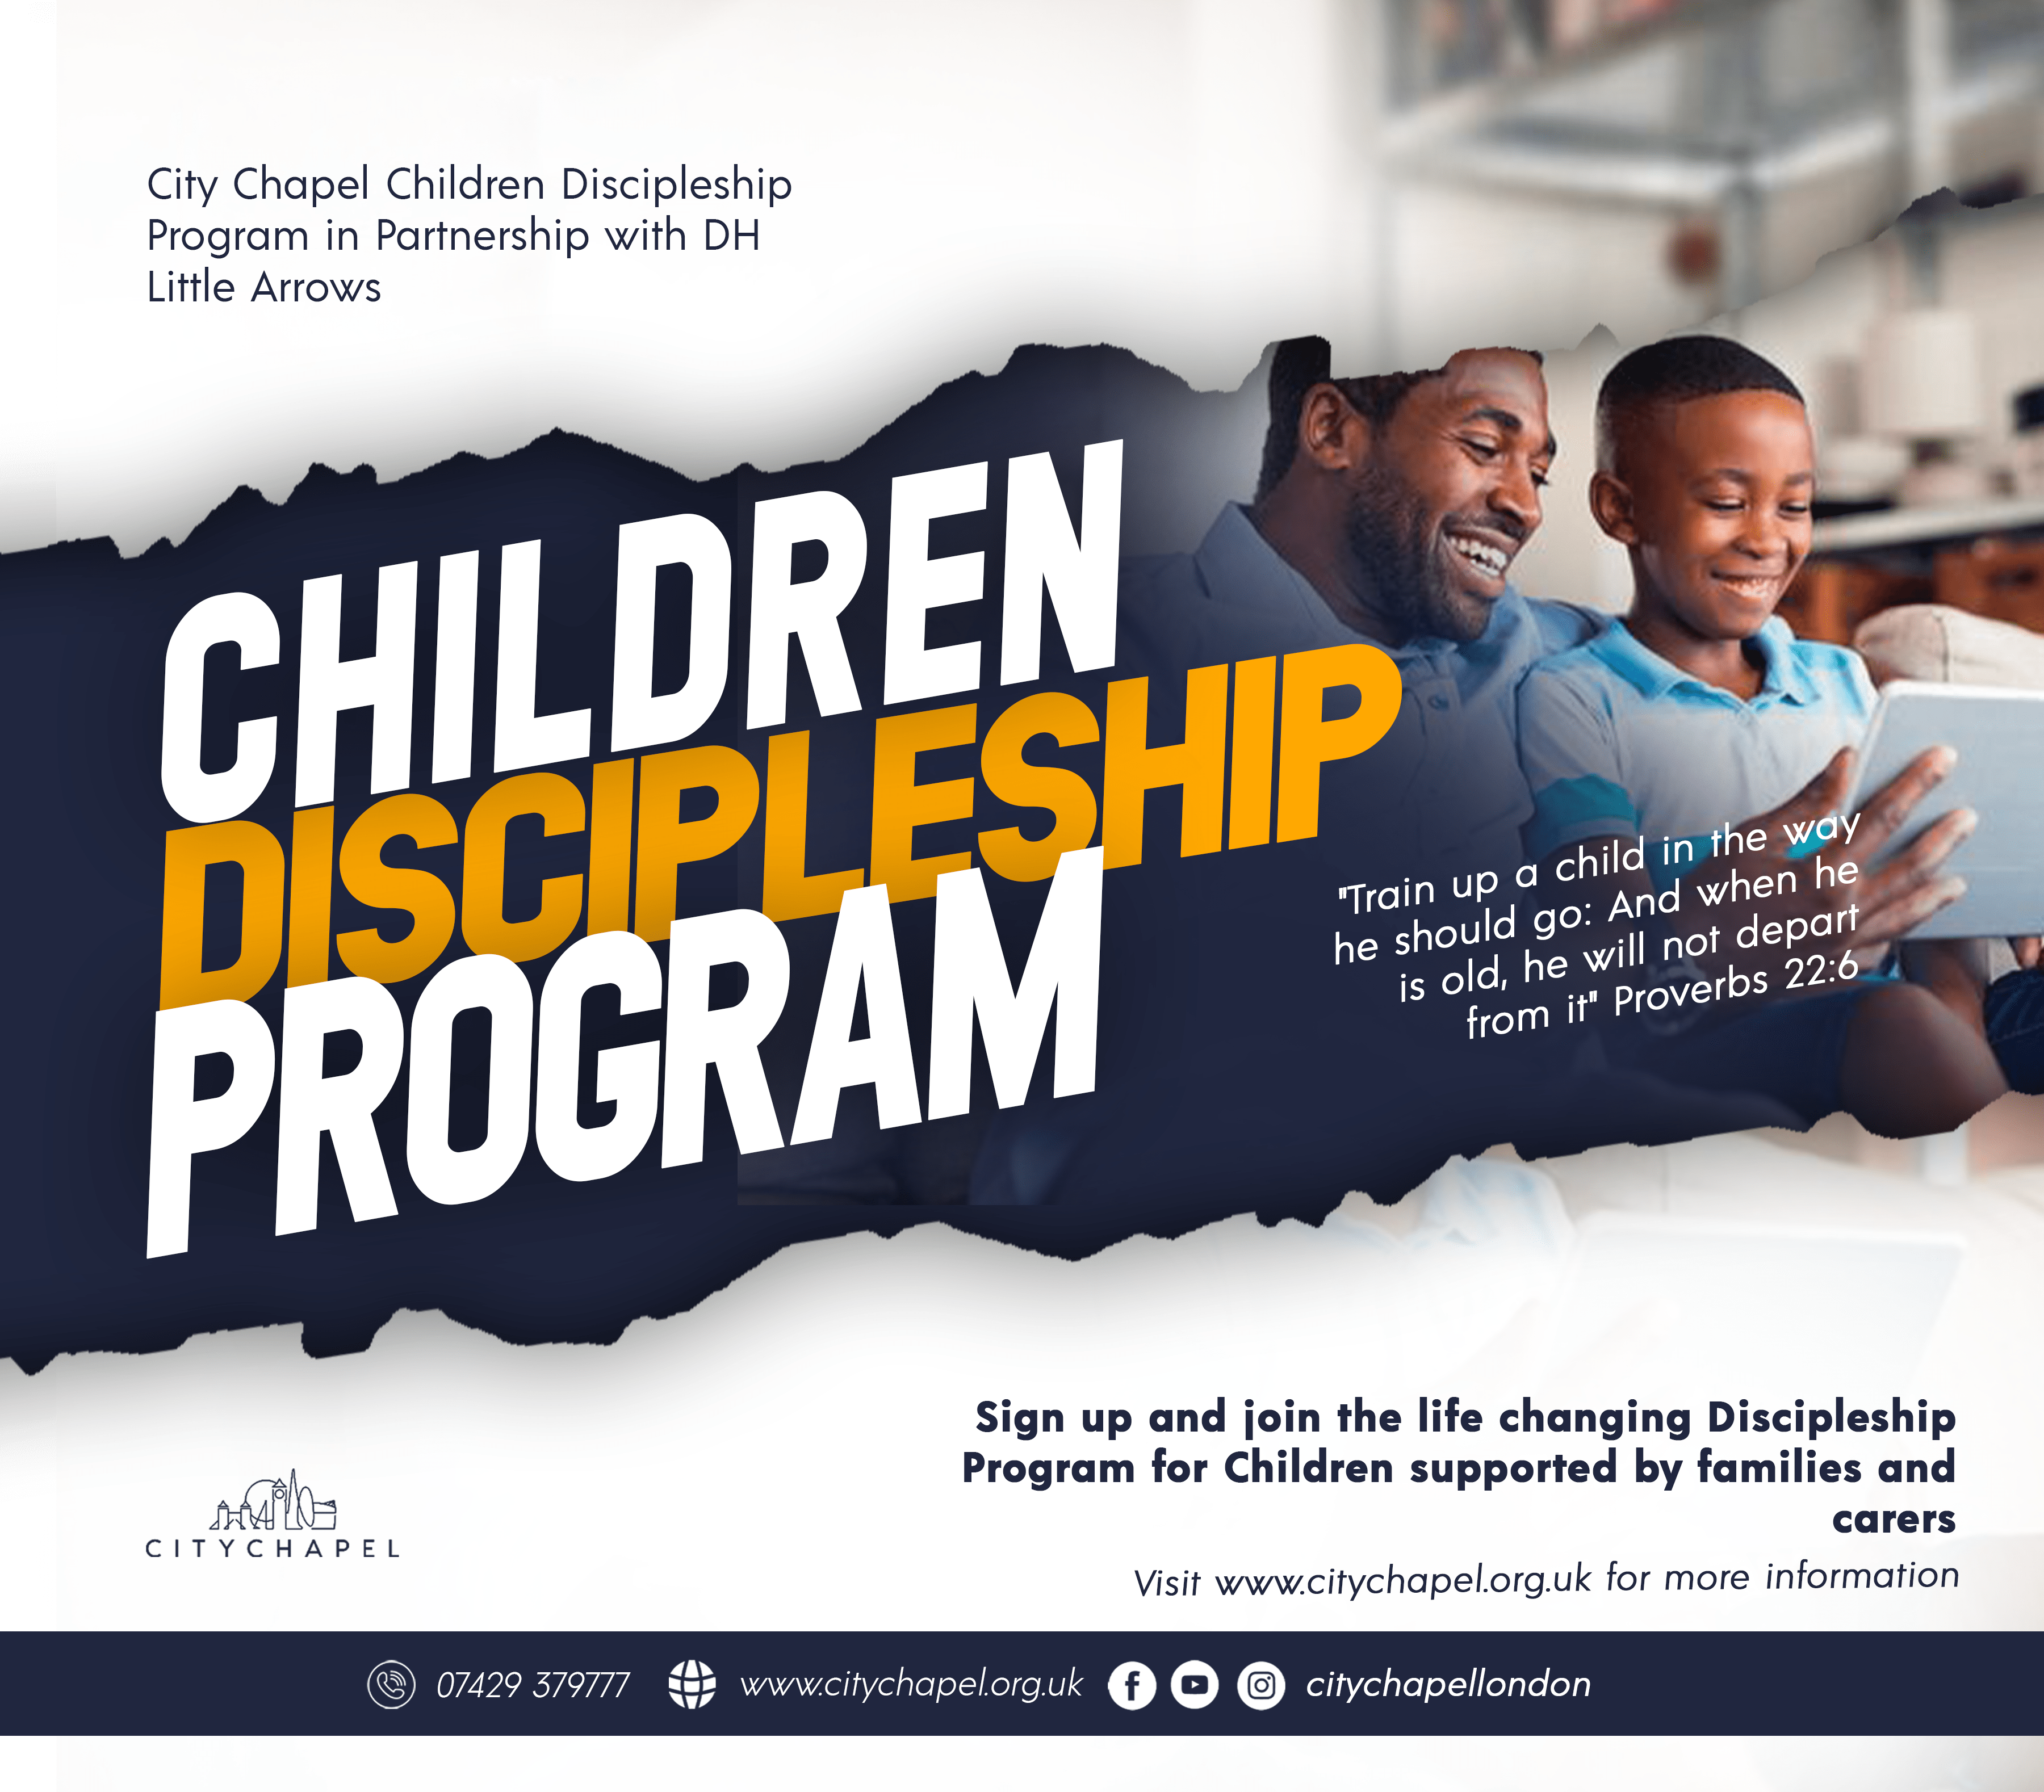 City Chapel Children Discipleship
Program in Partnership with DH
Little Arrows
CHILDREN
DISCIPLESHIP
PROGRAM
"Train up a child in the way
he should go: And when he
is old, he will not depart
from it" Proverbs 22:6
Sign up and join the life changing Discipleship
Program for Children supported by families and
carers
Visit www.citychapel.org.uk for more information
CITYCHAPEL
07429 379777 www.citychapel.org.uk citychapellondon